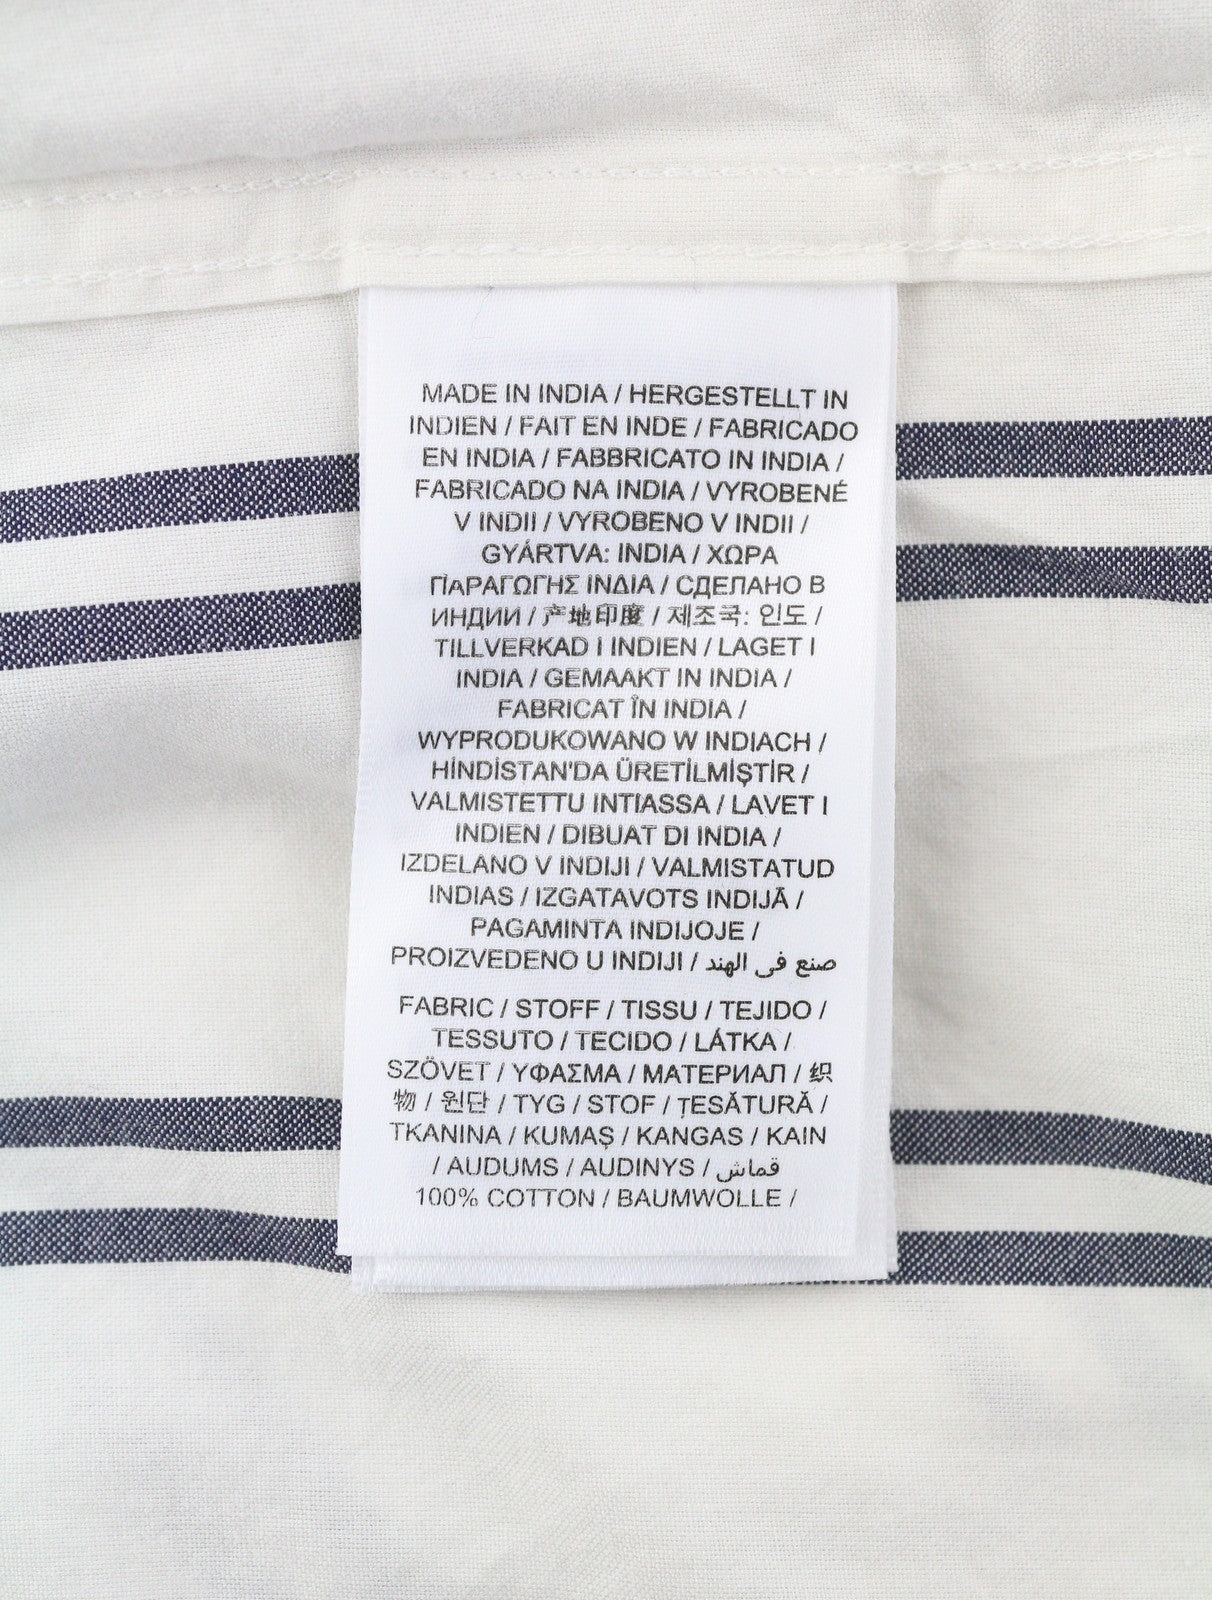 MADE IN INDIA / HERGESTELLT IN
INDIEN / FAIT EN INDE / FABRICADO
EN INDIA / FABBRICATO IN INDIA /
FABRICADO NA INDIA / VYROBENÉ
V INDII / VYROBENO V INDII /
GYÁRTVA: INDIA / ΧΩΡΑ
ΠΑΡΑΓΩΓΗΣ ΙΝΔΙΑ / СДЕЛАНО В
ИНДИИ / 产地印度 / 제조국: 인도 /
TILLVERKAD I INDIEN / LAGET I
INDIA / GEMAAKT IN INDIA /
FABRICAT ÎN INDIA /
WYPRODUKOWANO W INDIACH /
HİNDİSTAN'DA ÜRETİLMİŞTİR /
VALMISTETTU INTIASSA / LAVET I
INDIEN / DIBUAT DI INDIA /
IZDELANO V INDIJI / VALMISTATUD
INDIAS / IZGATAVOTS INDIJĀ /
PAGAMINTA INDIJOJE /
PROIZVEDENO U INDIJI / صنع في الهند
FABRIC / STOFF / TISSU / TEJIDO /
TESSUTO / TECIDO / LÁTKA /
SZÖVET / ΥΦΑΣΜΑ / МАТЕРИАЛ / 织
物 / 원단 / TYG / STOF / ȚESĂTURĂ /
TKANINA / KUMAŞ / KANGAS / KAIN
/ AUDUMS / AUDINYS / قماش
100% COTTON / BAUMWOLLE /